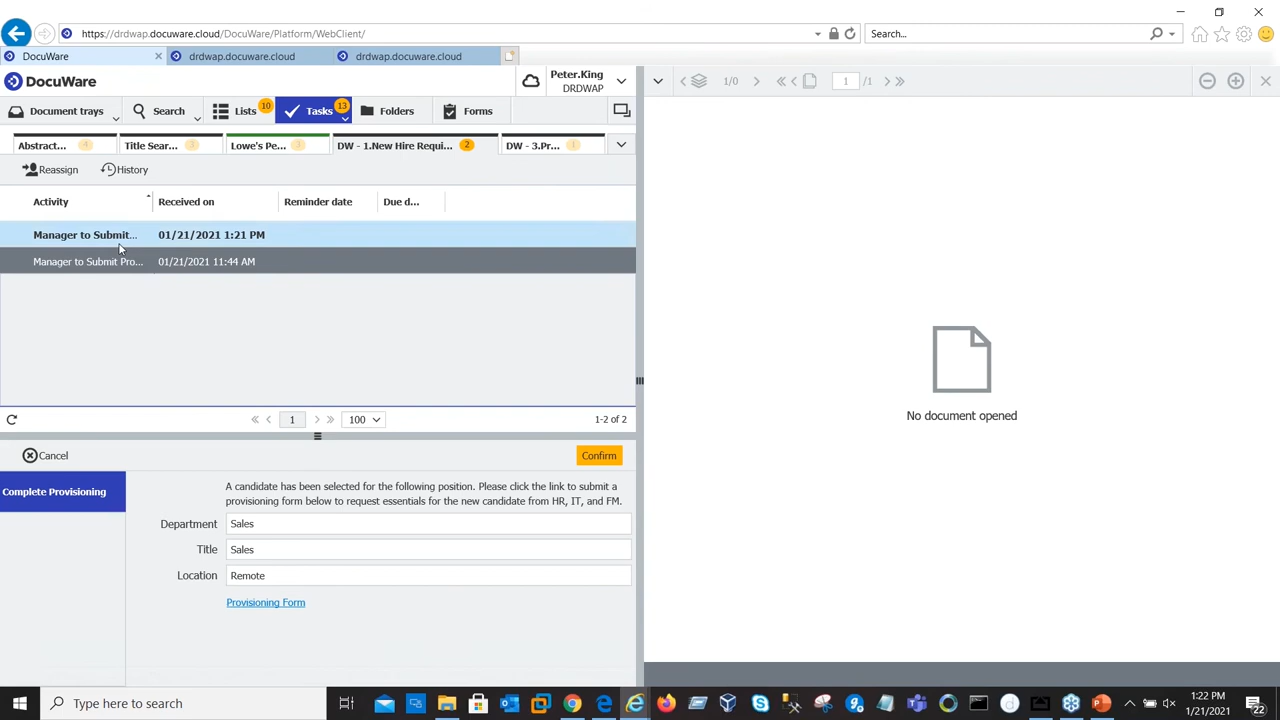 https://drdwap.docuware.cloud/DocuWare/Platform/WebClient/
Search...
DocuWare
drdwap.docuware.cloud
drdwap.docuware.cloud
DocuWare
Peter.King
DRDWAP
1/0
1
/1
Document trays
Search
Lists
10
Tasks
13
Folders
Forms
Abstract...
4
Title Sear...
3
Lowe's Pe...
3
DW - 1.New Hire Requi...
2
DW - 3.Pr...
1
Reassign
History
Activity
Received on
Reminder date
Due d...
Manager to Submit...
01/21/2021 1:21 PM
Manager to Submit Pro...
01/21/2021 11:44 AM
No document opened
1
100
1-2 of 2
Cancel
Confirm
Complete Provisioning
A candidate has been selected for the following position. Please click the link to submit a
provisioning form below to request essentials for the new candidate from HR, IT, and FM.
Department
Sales
Title
Sales
Location
Remote
Provisioning Form
Type here to search
1:22 PM
1/21/2021
22